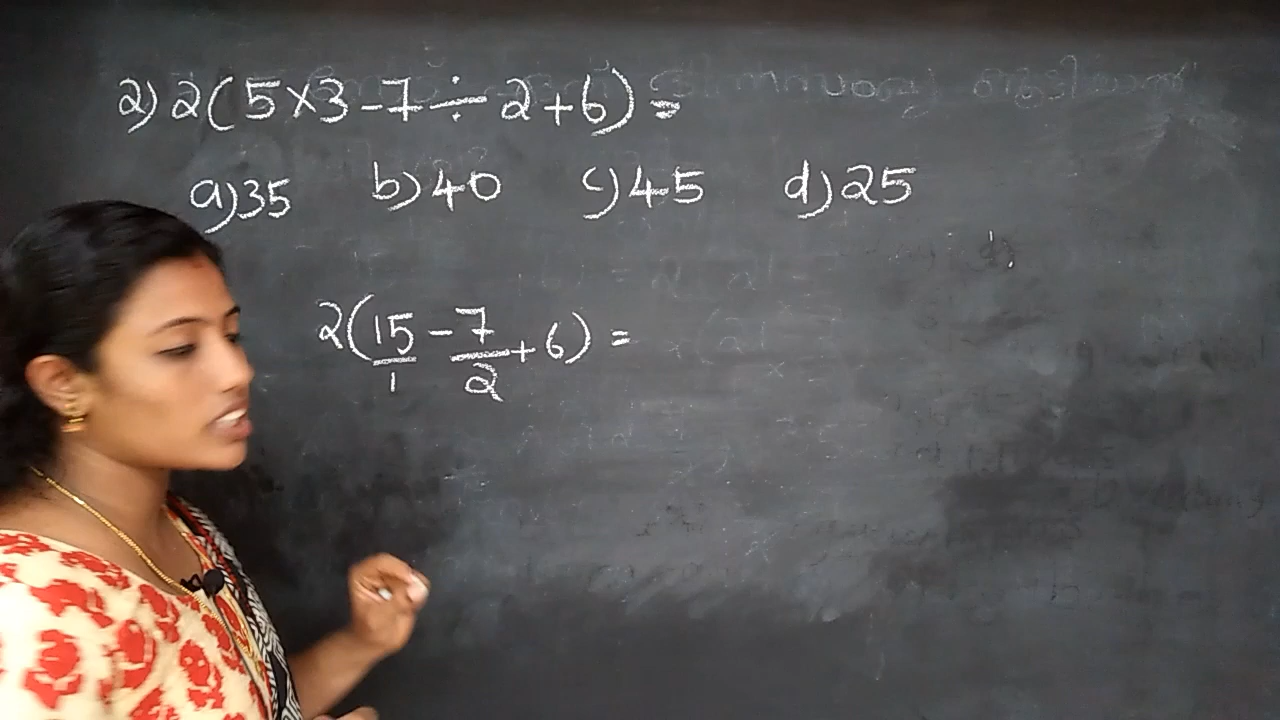 2) 2(5×3-7÷2+6)=
a)35 b)40 c)45 d)25
2(15/1 - 7/2 + 6) =